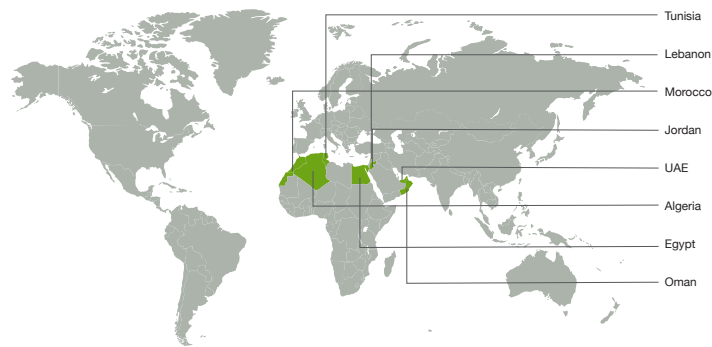 Tunisia
Lebanon
Morocco
Jordan
UAE
Algeria
Egypt
Oman